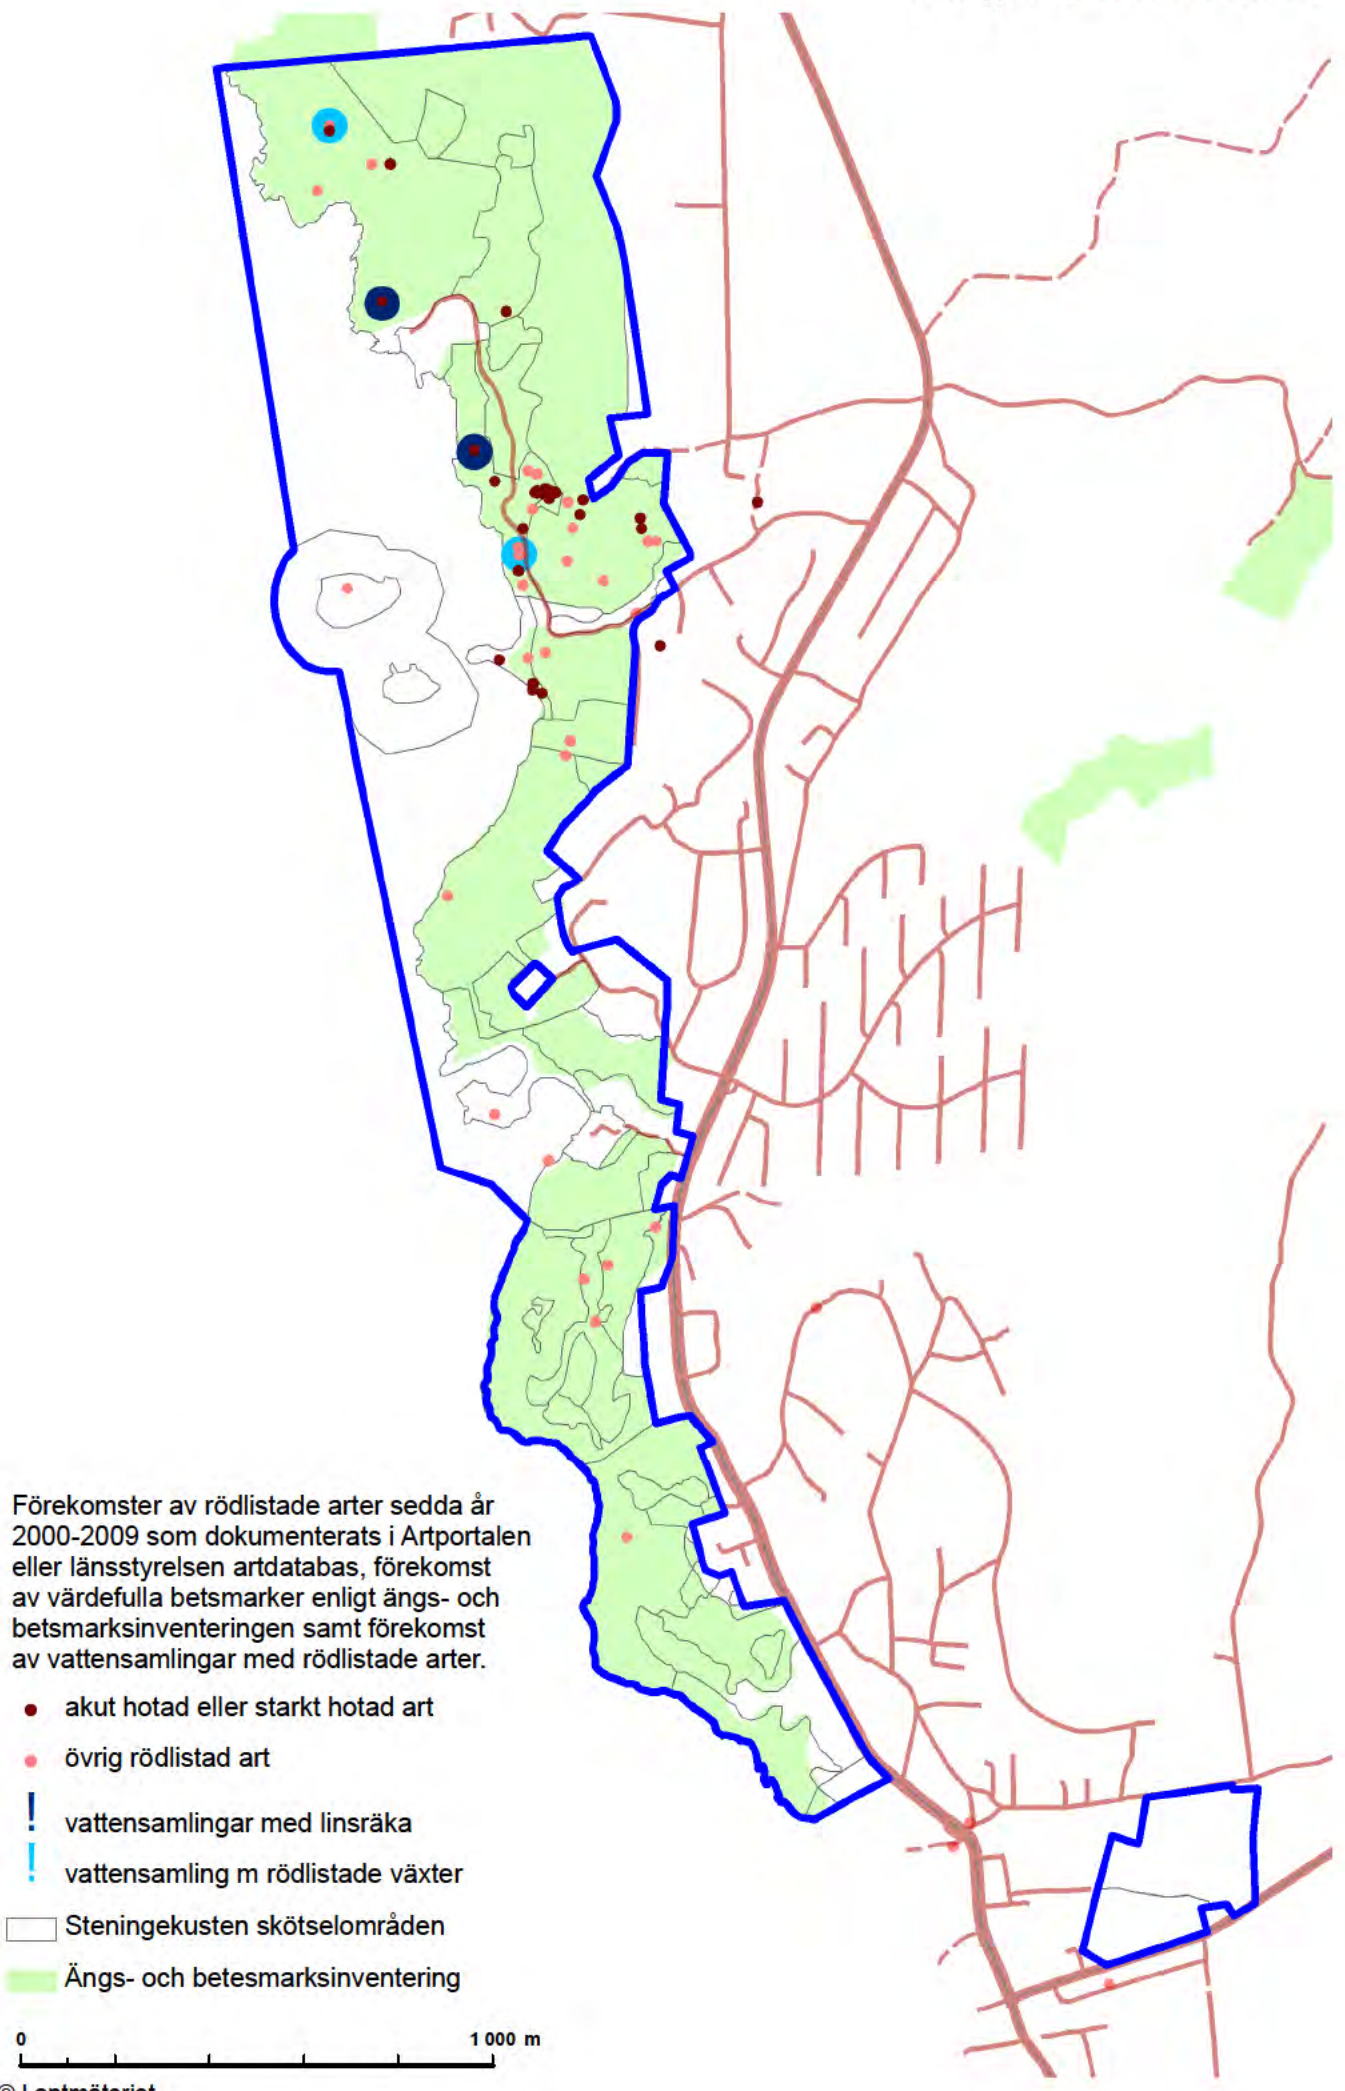 Förekomster av rödlistade arter sedda år
2000-2009 som dokumenterats i Artportalen
eller länsstyrelsen artdatabas, förekomst
av värdefulla betsmarker enligt ängs- och
betsmarksinventeringen samt förekomst
av vattensamlingar med rödlistade arter.
akut hotad eller starkt hotad art
övrig rödlistad art
! vattensamlingar med linsräka
! vattensamling m rödlistade växter
Steningekusten skötselområden
Ängs- och betesmarksinventering
0 1 000 m
© Lantmäteriet